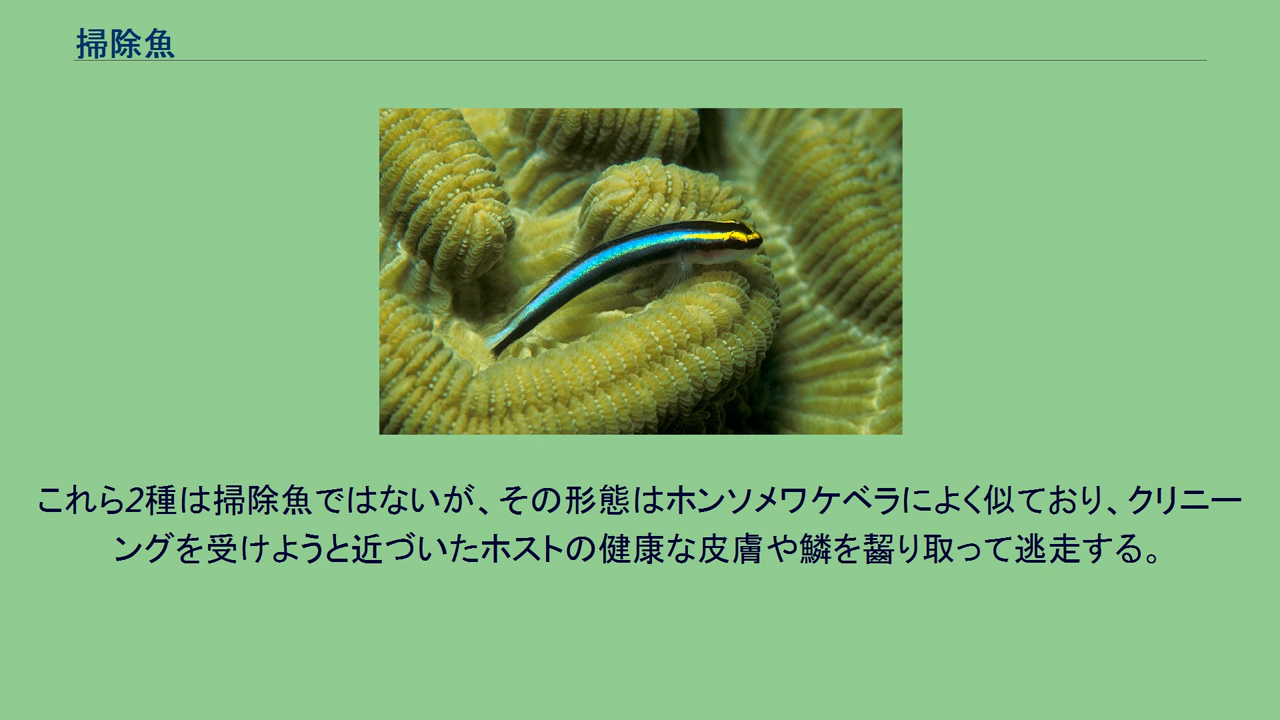 掃除魚
これら2種は掃除魚ではないが、その形態はホンソメワケベラによく似ており、クリニー
ングを受けようと近づいたホストの健康な皮膚や鱗を齧り取って逃走する。